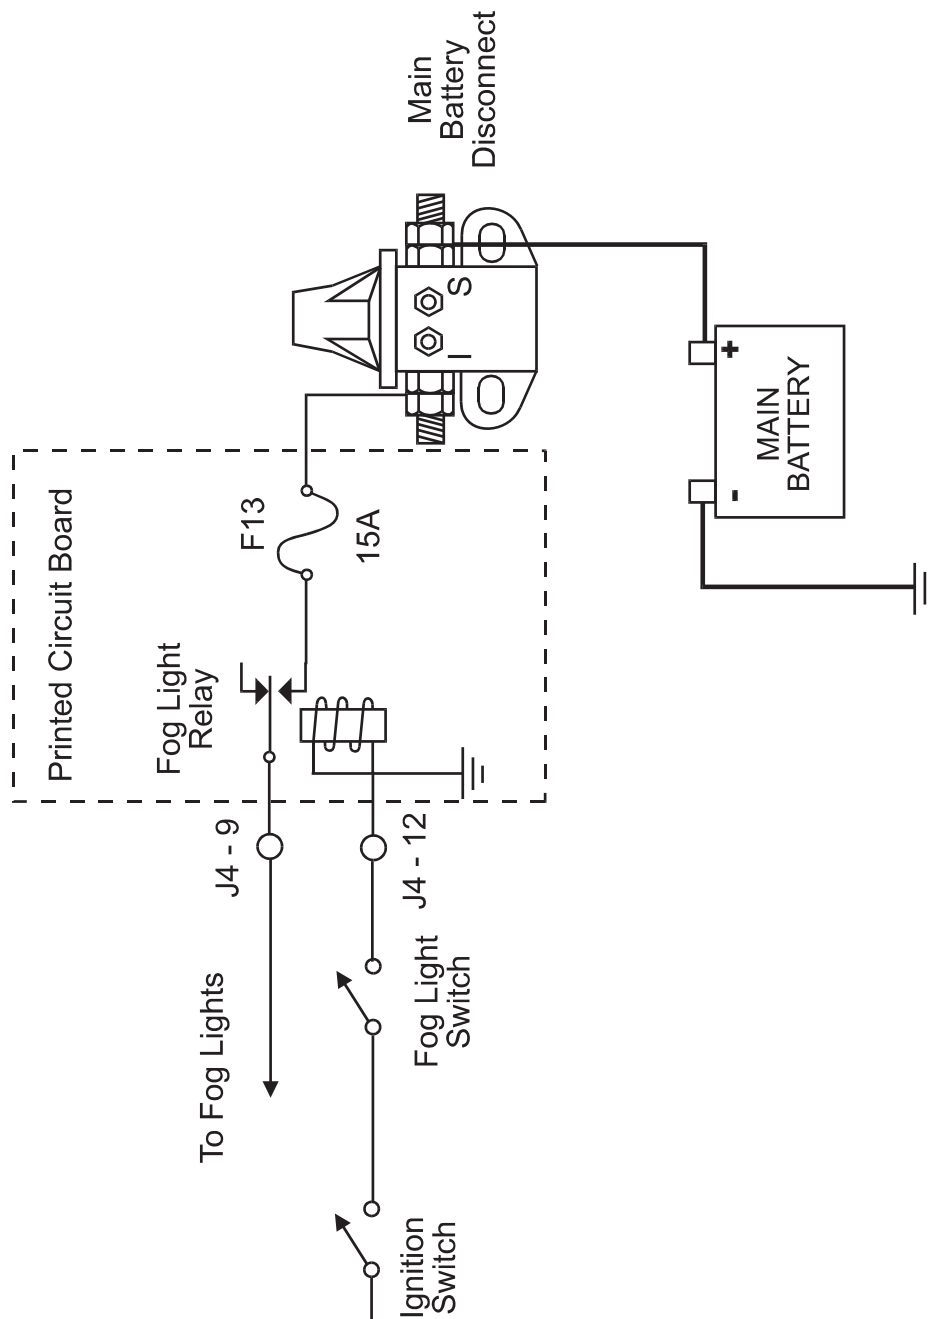 Main
Battery
Disconnect
Printed Circuit Board
F13
15A
Fog Light
Relay
S
I
+
-
MAIN
BATTERY
J4 - 9
J4 - 12
To Fog Lights
Fog Light
Switch
Ignition
Switch